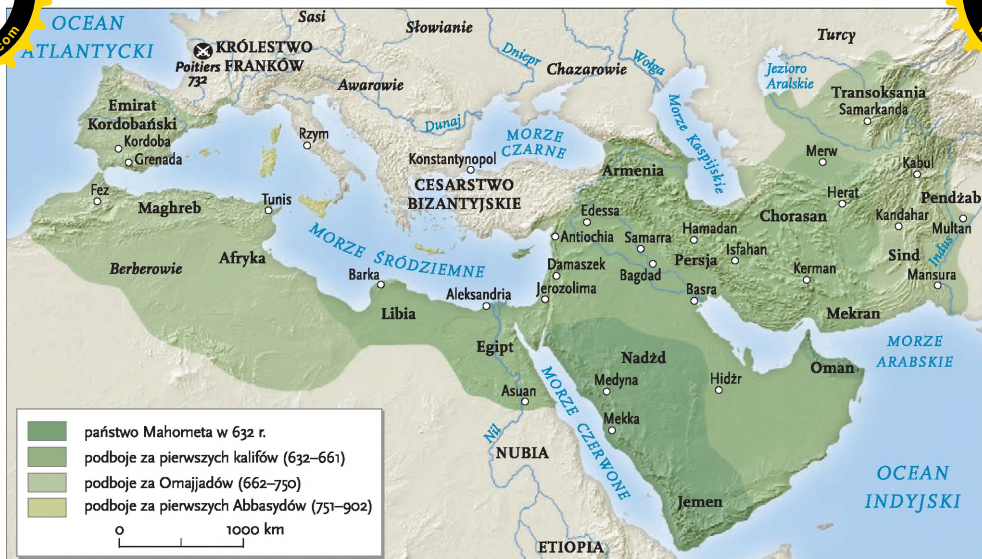 .com
OCEAN
ATLANTYCKI
Sasi
Słowianie
Turcy
KRÓLESTWO
FRANKÓW
Poitiers
732
Dniepr
Wołga
Chazarowie
Awarowie
Jezioro
Aralskie
Transoksania
Samarkanda
Emirat
Kordobański
Kordoba
Grenada
Rzym
Dunaj
MORZE
CZARNE
Morze Kaspijskie
Merw
Kabul
Konstantynopol
CESARSTWO
BIZANTYJSKIE
Armenia
Fez
Maghreb
Tunis
Edessa
Chorasan
Herat
Pendżab
Kandahar
Multan
MORZE ŚRÓDZIEMNE
Antiochia
Samarra
Hamadan
Persja
Isfahan
Sind
Indus
Berberowie
Afryka
Barka
Damaszek
Bagdad
Kerman
Mansura
Aleksandria
Jerozolima
Basra
Libia
Mekran
Egipt
Nadżd
MORZE
ARABSKIE
Asuan
MORZE CZERWONE
Medyna
Hidżr
Oman
Mekka
Nil
NUBIA
OCEAN
INDYJSKI
Jemen
ETIOPIA
państwo Mahometa w 632 r.
podboje za pierwszych kalifów (632–661)
podboje za Omajjadów (662–750)
podboje za pierwszych Abbasydów (751–902)
0 1000 km